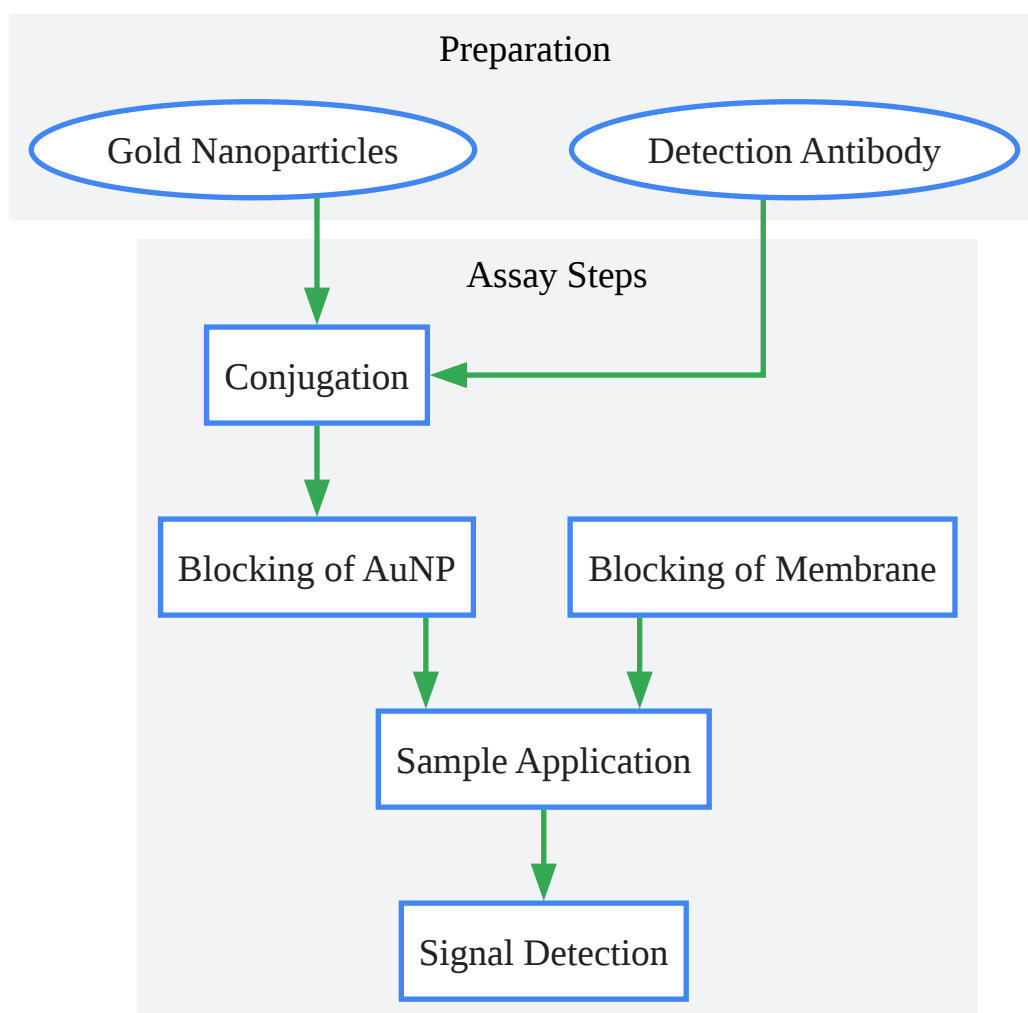 Preparation
Gold Nanoparticles
Detection Antibody
Assay Steps
Conjugation
Blocking of AuNP
Blocking of Membrane
Sample Application
Signal Detection